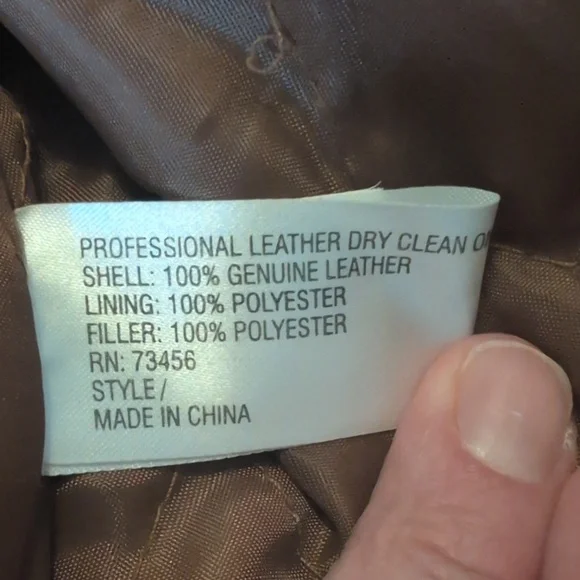 PROFESSIONAL LEATHER DRY CLEAN
SHELL: 100% GENUINE LEATHER
LINING: 100% POLYESTER
FILLER: 100% POLYESTER
RN: 73456
STYLE /
MADE IN CHINA